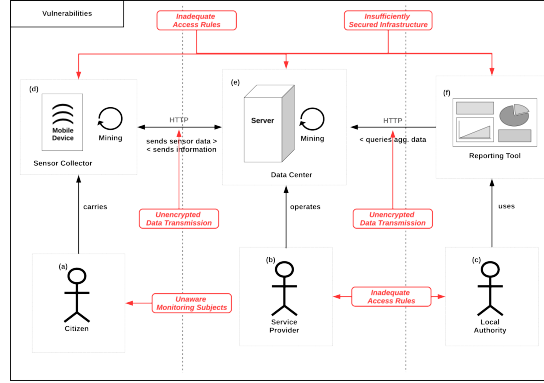 Vulnerabilities
Inadequate
Access Rules
Insufficiently
Secured Infrastructure
(d)
Mobile
Device
Mining
Sensor Collector
HTTP
sends sensor data >
< sends information
(e)
Server
Mining
Data Center
HTTP
< queries agg. data
(f)
Reporting Tool
carries
Unencrypted
Data Transmission
operates
Unencrypted
Data Transmission
uses
(a)
Citizen
Unaware
Monitoring Subjects
(b)
Service
Provider
Inadequate
Access Rules
(c)
Local
Authority